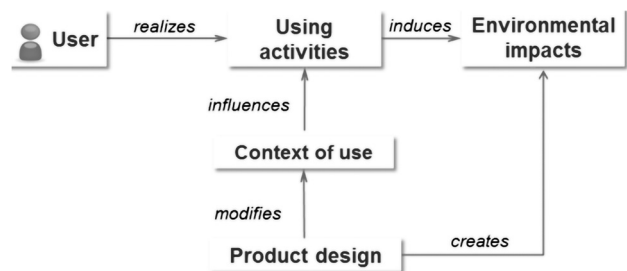 User
realizes
Using
activities
induces
Environmental
impacts
influences
Context of use
modifies
Product design
creates